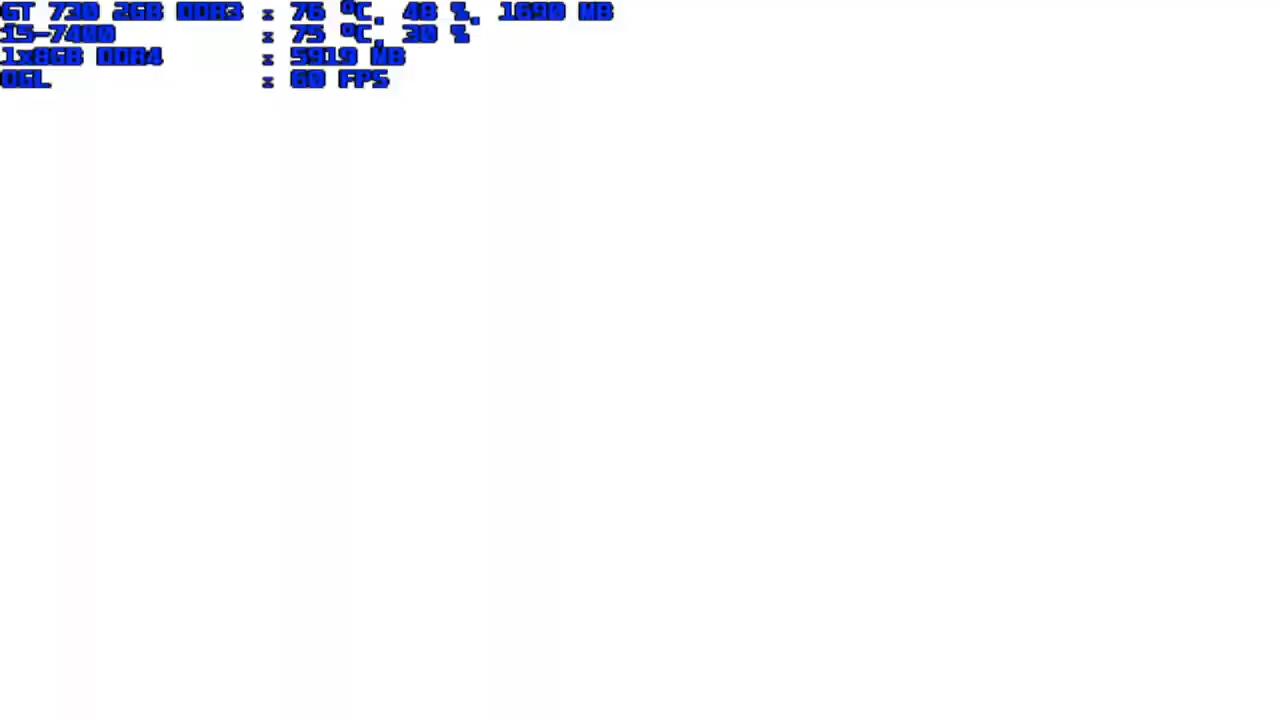 GT 730 2GB DDR3 : 76 °C, 48 %, 1690 MB
i5-7400 : 75 °C, 30 %
1x8GB DDR4 : 5919 MB
OGL : 60 FPS